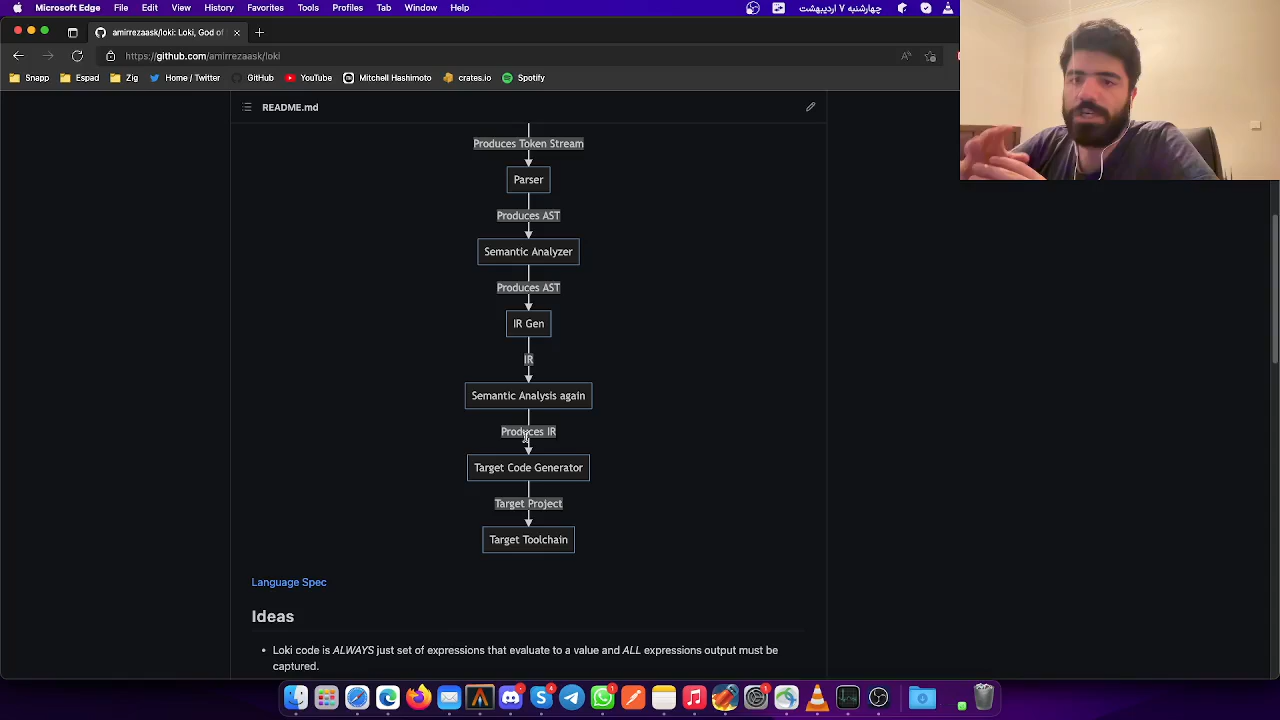 Microsoft Edge File Edit View History Favorites Tools Profiles Tab Window Help چهارشنبه ۷ اردیبهشت
amirrezaask/loki: Loki, God of
https://github.com/amirrezaask/loki
Snapp Espad Zig Home / Twitter GitHub YouTube Mitchell Hashimoto crates.io Spotify
README.md
Produces Token Stream
Parser
Produces AST
Semantic Analyzer
Produces AST
IR Gen
IR
Semantic Analysis again
Produces IR
Target Code Generator
Target Project
Target Toolchain
Language Spec
Ideas
Loki code is ALWAYS just set of expressions that evaluate to a value and ALL expressions output must be
captured.